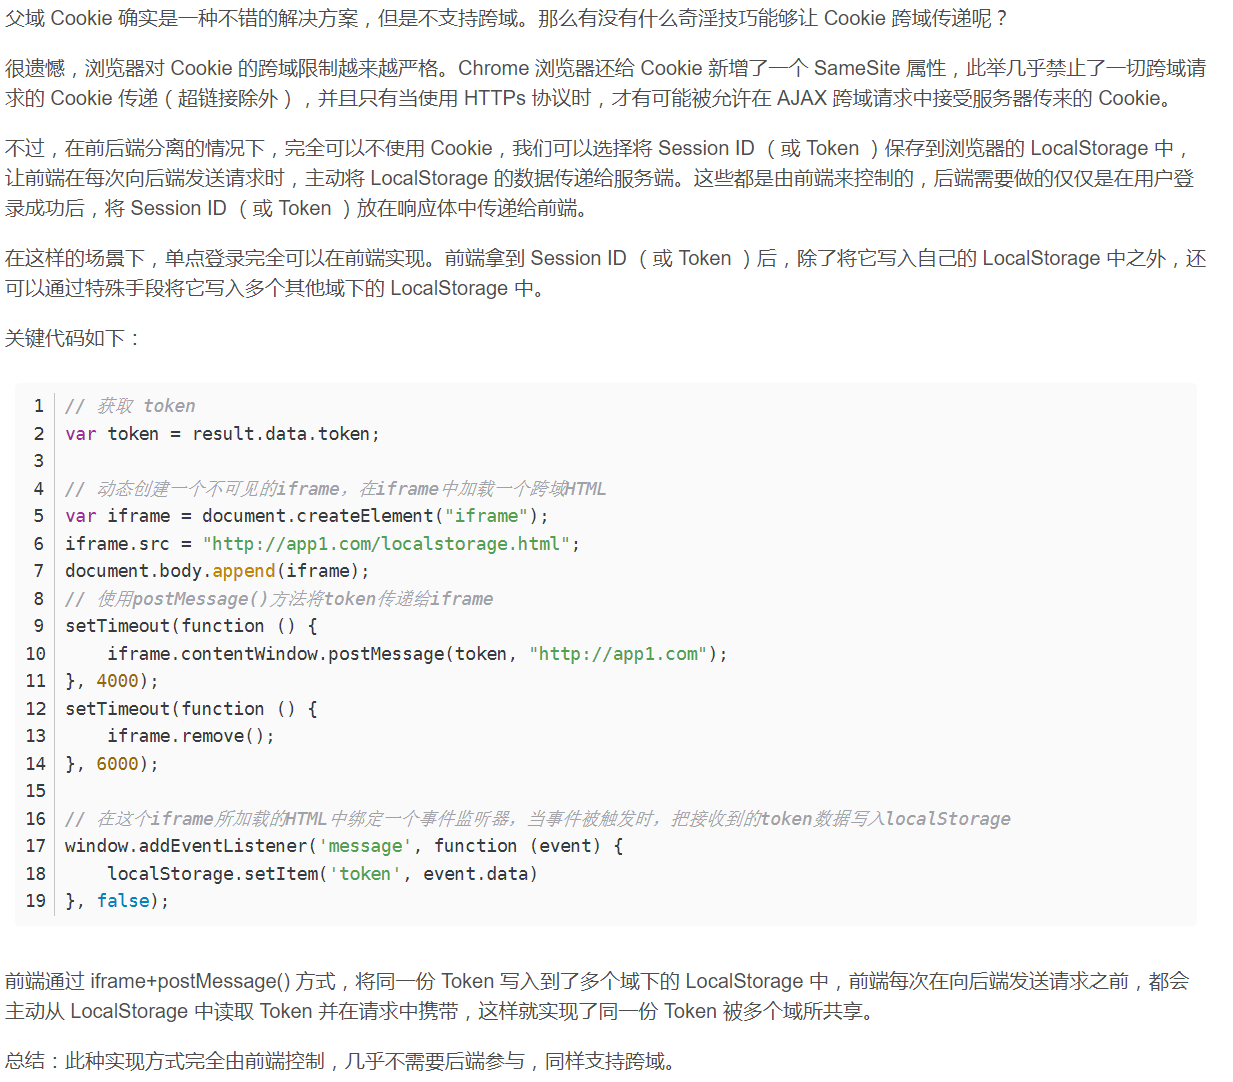 父域 Cookie 确实是一种不错的解决方案，但是不支持跨域。那么有没有什么奇淫技巧能够让 Cookie 跨域传递呢？
很遗憾，浏览器对 Cookie 的跨域限制越来越严格。Chrome 浏览器还给 Cookie 新增了一个 SameSite 属性，此举几乎禁止了一切跨域请
求的 Cookie 传递（超链接除外），并且只有当使用 HTTPs 协议时，才有可能被允许在 AJAX 跨域请求中接受服务器传来的 Cookie。
不过，在前后端分离的情况下，完全可以不使用 Cookie，我们可以选择将 Session ID （或 Token ）保存到浏览器的 LocalStorage 中，
让前端在每次向后端发送请求时，主动将 LocalStorage 的数据传递给服务端。这些都是由前端来控制的，后端需要做的仅仅是在用户登
录成功后，将 Session ID （或 Token ）放在响应体中传递给前端。
在这样的场景下，单点登录完全可以在前端实现。前端拿到 Session ID （或 Token ）后，除了将它写入自己的 LocalStorage 中之外，还
可以通过特殊手段将它写入多个其他域下的 LocalStorage 中。
关键代码如下：
1 // 获取 token
2 var token = result.data.token;
3
4 // 动态创建一个不可见的iframe，在iframe中加载一个跨域HTML
5 var iframe = document.createElement("iframe");
6 iframe.src = "http://app1.com/localstorage.html";
7 document.body.append(iframe);
8 // 使用postMessage()方法将token传递给iframe
9 setTimeout(function () {
10     iframe.contentWindow.postMessage(token, "http://app1.com");
11 }, 4000);
12 setTimeout(function () {
13     iframe.remove();
14 }, 6000);
15
16 // 在这个iframe所加载的HTML中绑定一个事件监听器，当事件被触发时，把接收到的token数据写入localStorage
17 window.addEventListener('message', function (event) {
18     localStorage.setItem('token', event.data)
19 }, false);
前端通过 iframe+postMessage() 方式，将同一份 Token 写入到了多个域下的 LocalStorage 中，前端每次在向后端发送请求之前，都会
主动从 LocalStorage 中读取 Token 并在请求中携带，这样就实现了同一份 Token 被多个域所共享。
总结：此种实现方式完全由前端控制，几乎不需要后端参与，同样支持跨域。